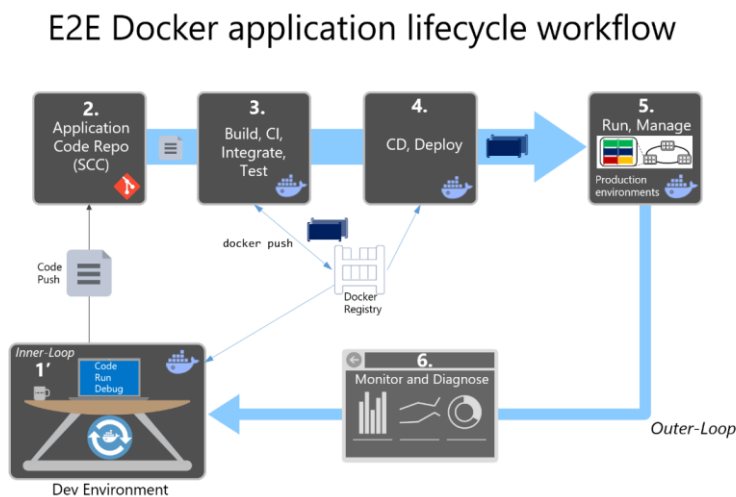 E2E Docker application lifecycle workflow
2.
Application
Code Repo
(SCC)
3.
Build, CI,
Integrate,
Test
4.
CD, Deploy
5.
Run, Manage
Production
environments
docker push
Docker
Registry
Code
Push
Inner-Loop
1’
Code
Run
Debug
Dev Environment
6.
Monitor and Diagnose
Outer-Loop